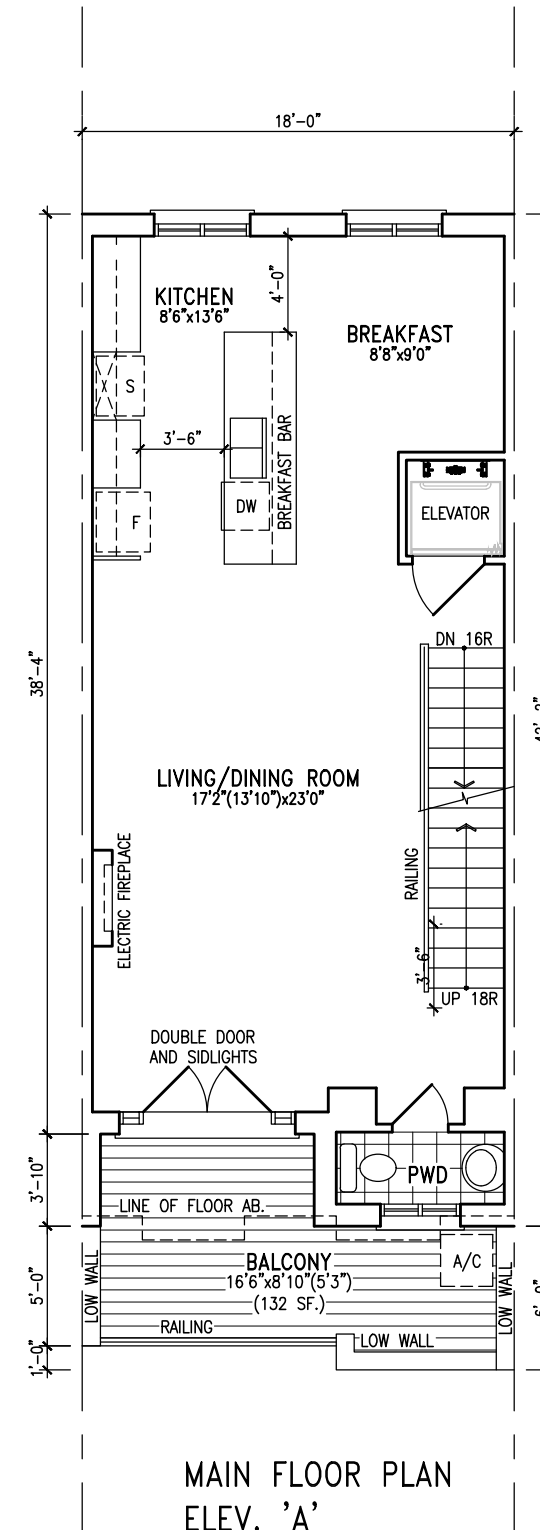 18'-0"
KITCHEN
8'6"x13'6"
4'-0"
BREAKFAST
8'8"x9'0"
S
3'-6"
BREAKFAST BAR
DW
F
ELEVATOR
DN 16R
38'-4"
LIVING/DINING ROOM
17'2"(13'10")x23'0"
RAILING
ELECTRIC FIREPLACE
3'-6"
UP 18R
DOUBLE DOOR
AND SIDLIGHTS
3'-10"
PWD
LINE OF FLOOR AB.
BALCONY
16'6"x8'10"(5'3")
(132 SF.)
A/C
5'-0"
LOW WALL
LOW WALL
RAILING
LOW WALL
1'-0"
MAIN FLOOR PLAN
ELEV. 'A'